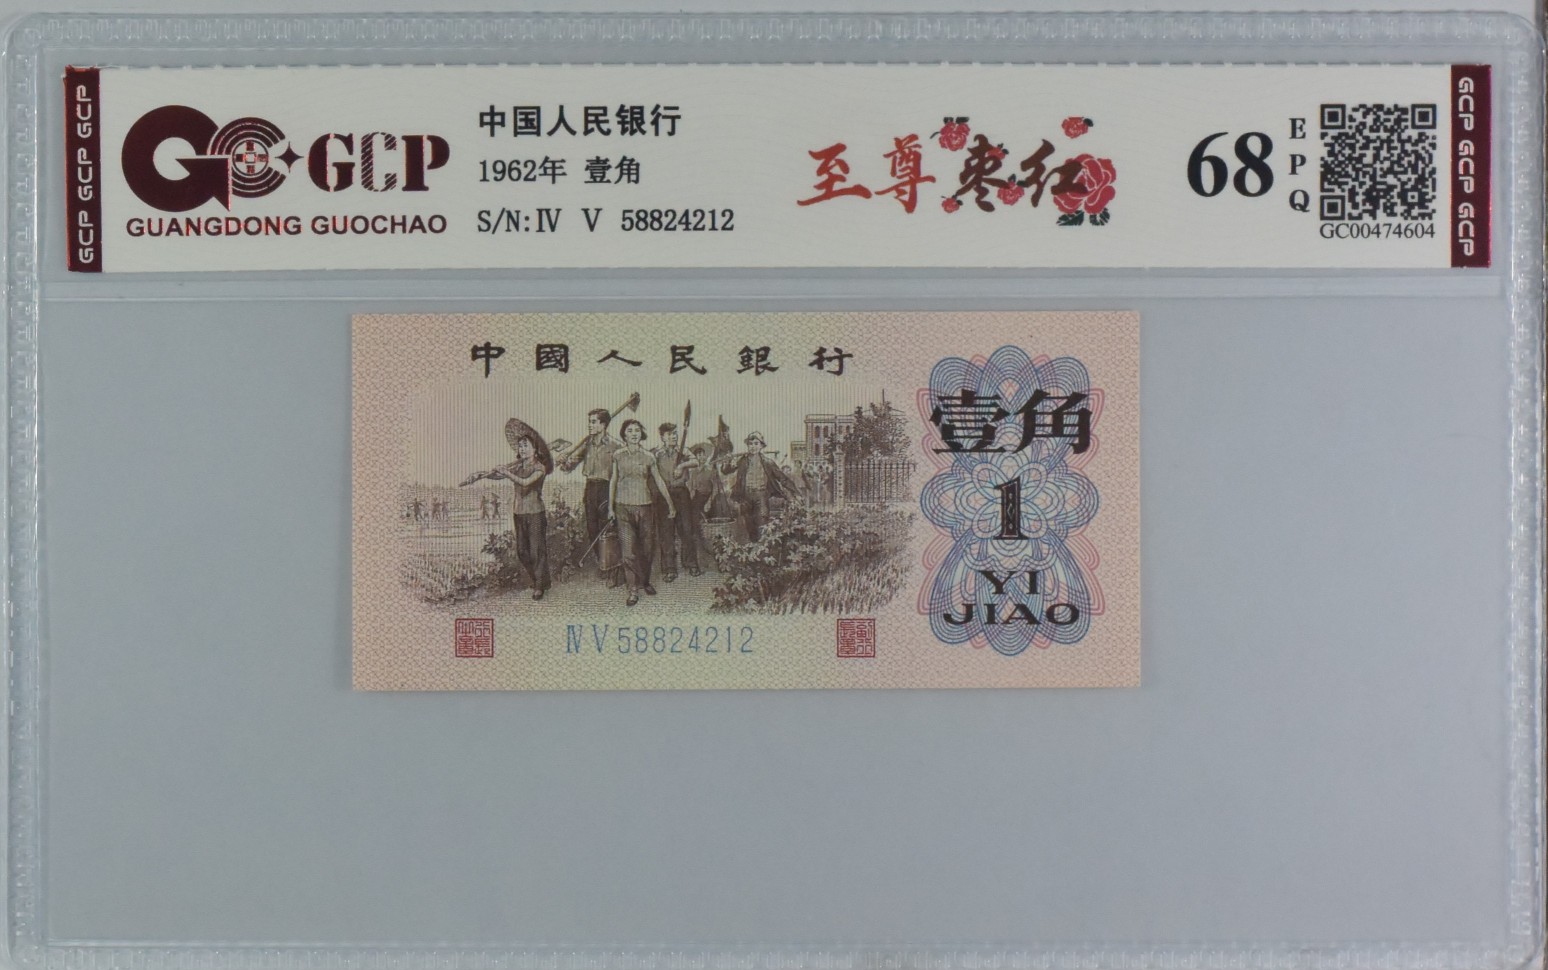 GCP GCP GCP
GCP
GUANGDONG GUOCHAO
中国人民银行
1962年 壹角
S/N:Ⅳ Ⅴ 58824212
至尊枣红
68
EPQ
GC00474604
GCP GCP GCP
中國人民銀行
壹角
1
YI
JIAO
ⅣⅤ58824212